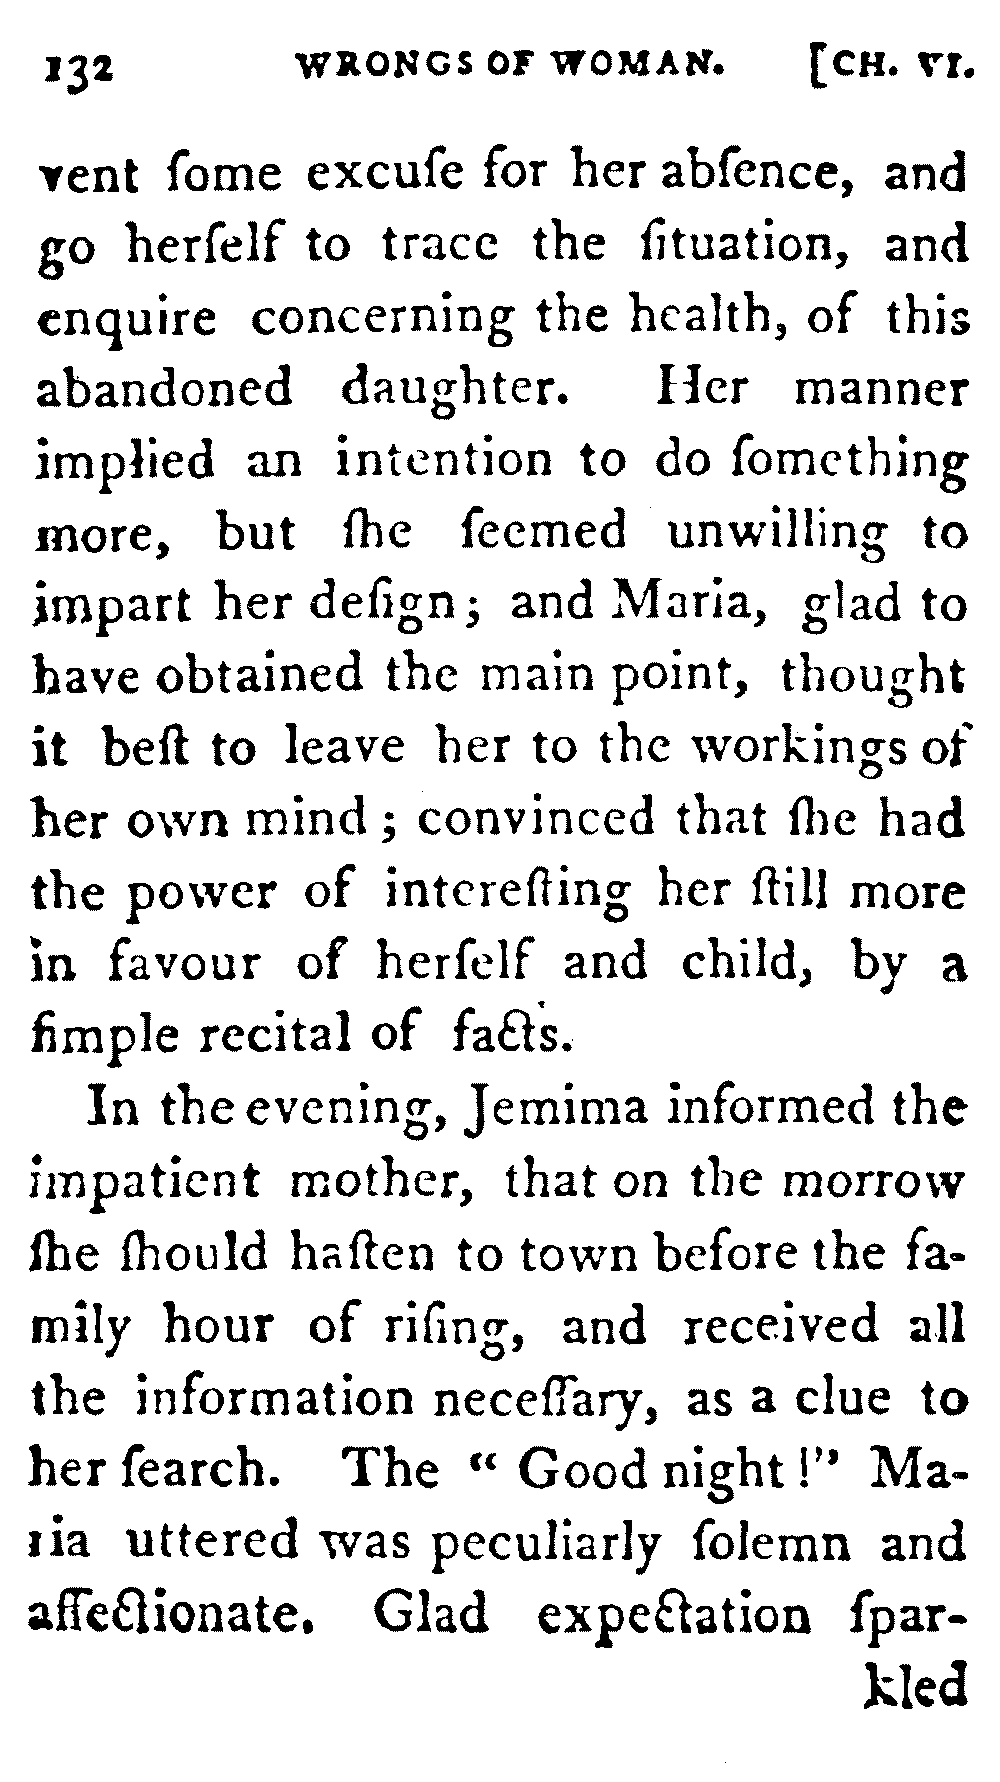 132 WRONGS OF WOMAN. [CH. VI.
vent ſome excuſe for her abſence, and
go herſelf to trace the ſituation, and
enquire concerning the health, of this
abandoned daughter. Her manner
implied an intention to do ſomething
more, but ſhe ſeemed unwilling to
impart her deſign; and Maria, glad to
have obtained the main point, thought
it beſt to leave her to the workings of
her own mind; convinced that ſhe had
the power of intereſting her ſtill more
in favour of herſelf and child, by a
ſimple recital of facts.
In the evening, Jemima informed the
impatient mother, that on the morrow
ſhe ſhould haſten to town before the fa-
mily hour of riſing, and received all
the information neceſſary, as a clue to
her ſearch. The “ Good night!” Ma-
ria uttered was peculiarly ſolemn and
affectionate. Glad expectation ſpar-
kled